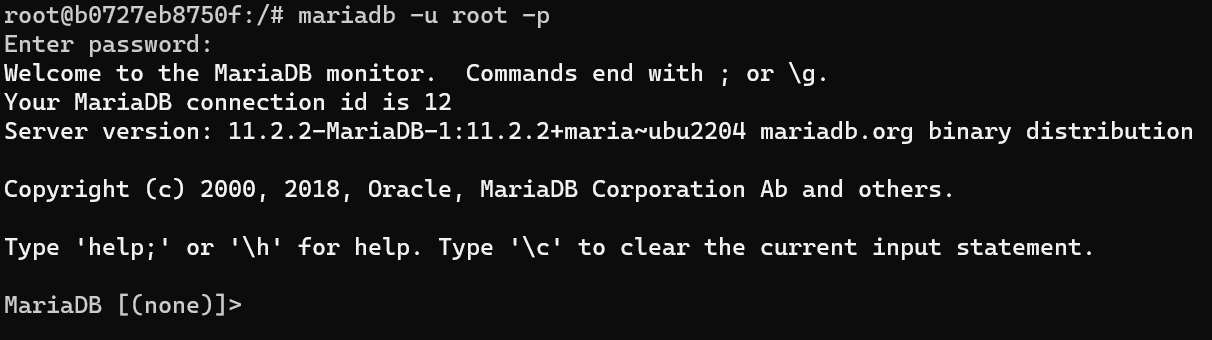 root@b0727eb8750f:/# mariadb -u root -p
Enter password:
Welcome to the MariaDB monitor.  Commands end with ; or \g.
Your MariaDB connection id is 12
Server version: 11.2.2-MariaDB-1:11.2.2+maria~ubu2204 mariadb.org binary distribution
Copyright (c) 2000, 2018, Oracle, MariaDB Corporation Ab and others.
Type 'help;' or '\h' for help. Type '\c' to clear the current input statement.
MariaDB [(none)]>